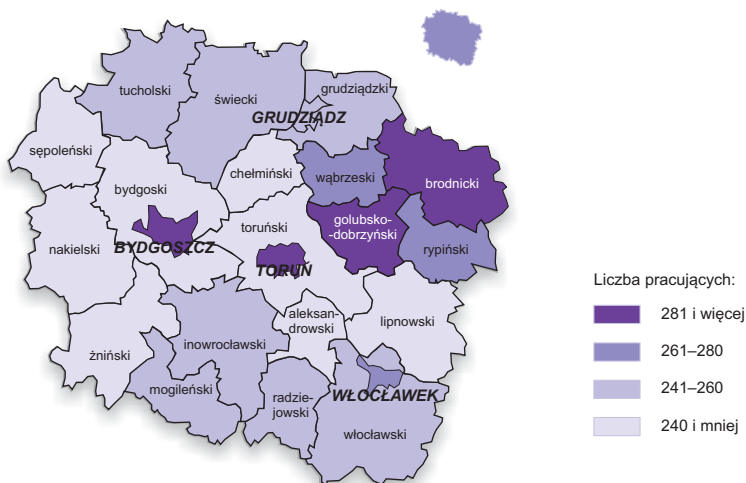 tucholski
świecki
grudziądzki
GRUDZIĄDZ
sępoleński
chełmiński
wąbrzeski
brodnicki
bydgoski
golubsko-
-dobrzyński
toruński
nakielski
BYDGOSZCZ
rypiński
TORUŃ
Liczba pracujących:
281 i więcej
aleksan-
drowski
lipnowski
żniński
inowrocławski
261–280
mogileński
241–260
radzie-
jowski
WŁOCŁAWEK
włocławski
240 i mniej